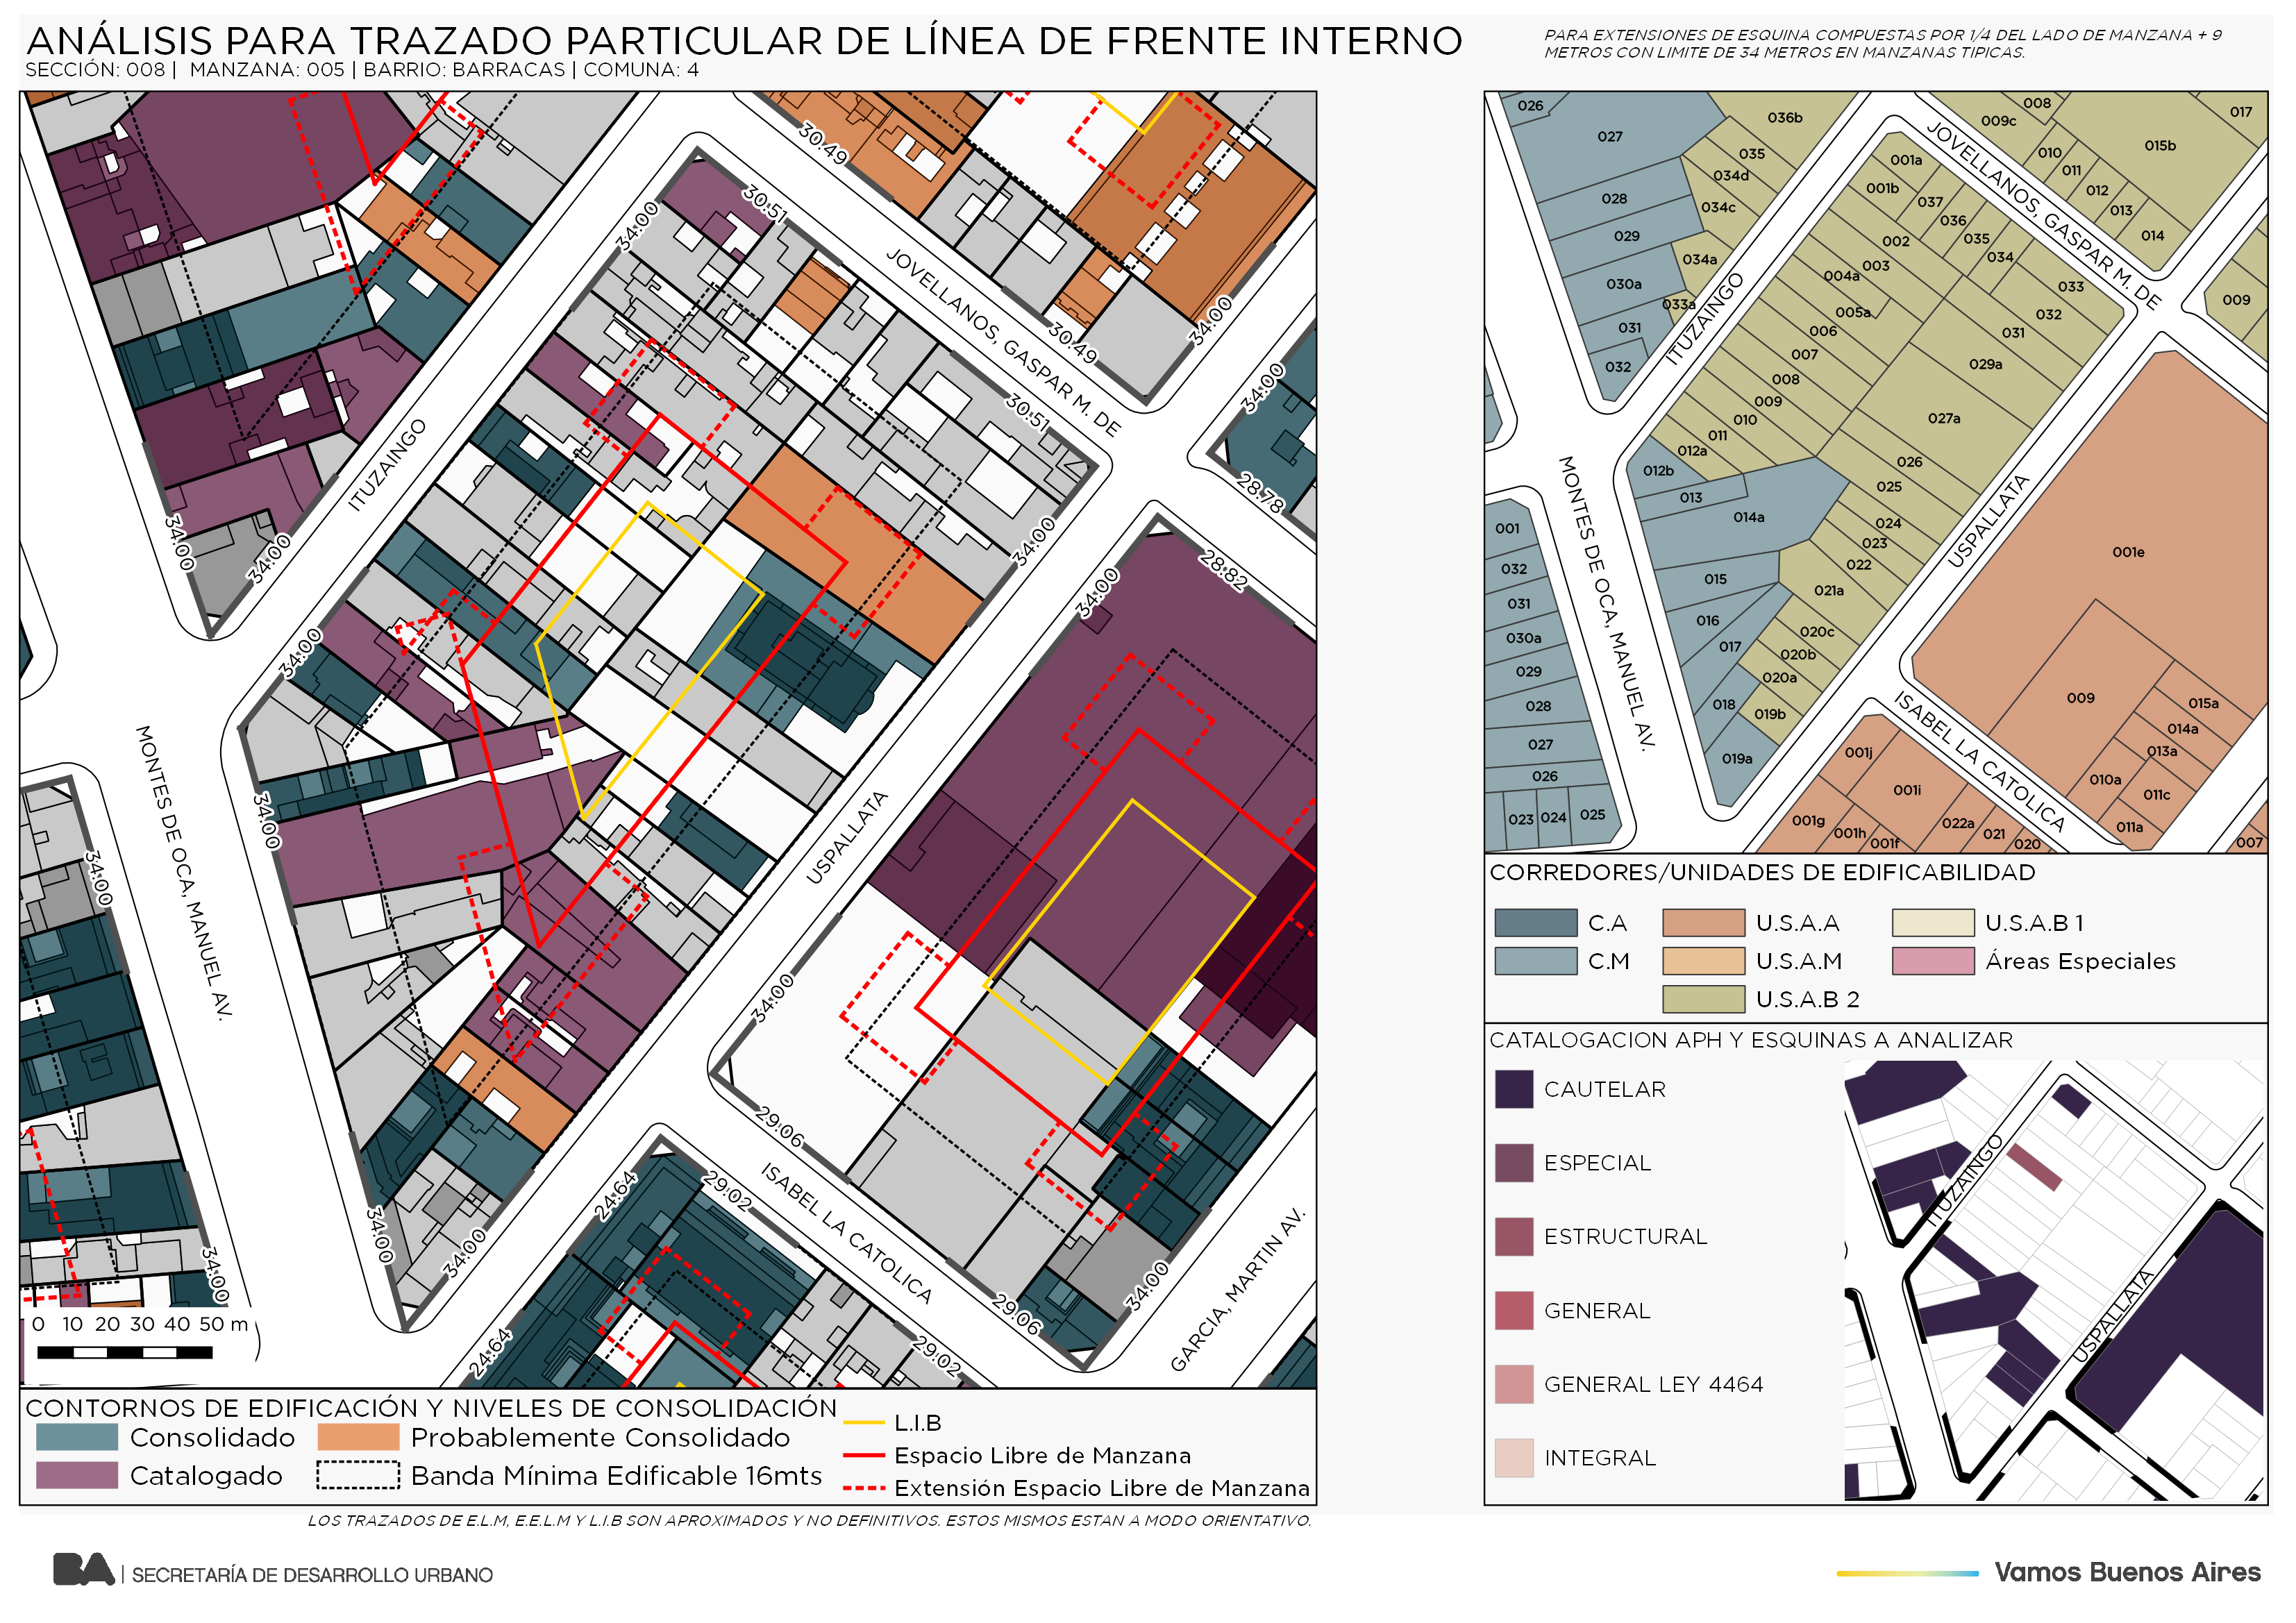 ANÁLISIS PARA TRAZADO PARTICULAR DE LÍNEA DE FRENTE INTERNO
SECCIÓN: 008 | MANZANA: 005 | BARRIO: BARRACAS | COMUNA: 4
PARA EXTENSIONES DE ESQUINA COMPUESTAS POR 1/4 DEL LADO DE MANZANA + 9
METROS CON LIMITE DE 34 METROS EN MANZANAS TIPICAS.
30.49
30.51
34.00
JOVELLANOS, GASPAR M. DE
30.49
34.00
30.51
34.00
28.78
ITUZAINGO
34.00
34.00
34.00
34.00
28.82
34.00
34.00
MONTES DE OCA, MANUEL AV.
34.00
USPALLATA
34.00
29.06
ISABEL LA CATOLICA
24.64
29.02
34.00
34.00
34.00
29.06
34.00
GARCIA, MARTIN AV.
24.64
29.02
0 10 20 30 40 50 m
CONTORNOS DE EDIFICACIÓN Y NIVELES DE CONSOLIDACIÓN
Consolidado
Probablemente Consolidado
Catalogado
Banda Mínima Edificable 16mts
L.I.B
Espacio Libre de Manzana
Extensión Espacio Libre de Manzana
LOS TRAZADOS DE E.L.M, E.E.L.M Y L.I.B SON APROXIMADOS Y NO DEFINITIVOS. ESTOS MISMOS ESTAN A MODO ORIENTATIVO.
026
027
028
029
030a
031
032
036b
035
034d
034c
034a
033a
008
009c
010
011
012
013
014
015b
017
009
JOVELLANOS, GASPAR M. DE
ITUZAINGO
001a
001b
037
036
035
034
033
032
031
029a
027a
026
025
024
023
022
021a
020c
020b
020a
019b
019a
002
003
004a
005a
006
007
008
009
010
011
012a
012b
013
014a
015
016
017
018
MONTES DE OCA, MANUEL AV.
001
032
031
030a
029
028
027
026
023
024
025
USPALLATA
001e
009
015a
014a
013a
010a
011c
011a
ISABEL LA CATOLICA
001j
001i
001g
001h
001f
022a
021
020
007
CORREDORES/UNIDADES DE EDIFICABILIDAD
C.A
U.S.A.A
U.S.A.B 1
C.M
U.S.A.M
Áreas Especiales
U.S.A.B 2
CATALOGACION APH Y ESQUINAS A ANALIZAR
CAUTELAR
ESPECIAL
ESTRUCTURAL
GENERAL
GENERAL LEY 4464
INTEGRAL
ITUZAINGO
USPALLATA
BA | SECRETARÍA DE DESARROLLO URBANO
Vamos Buenos Aires